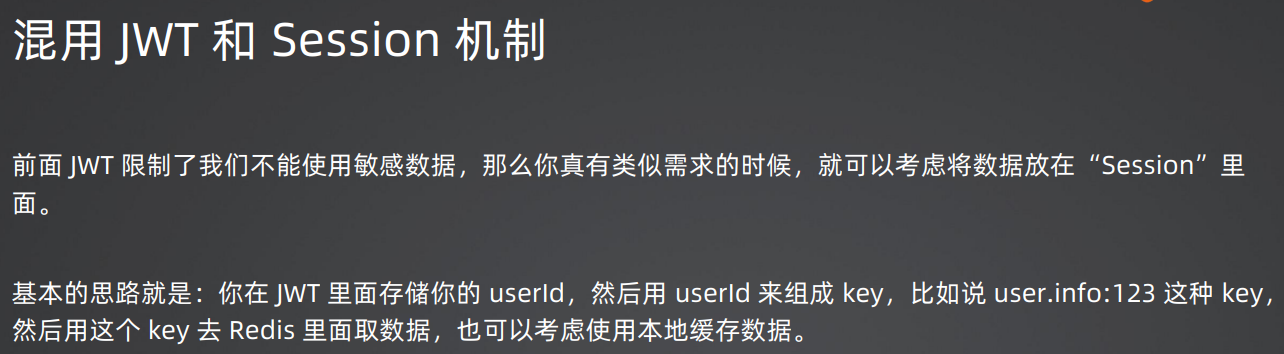 混用 JWT 和 Session 机制
前面 JWT 限制了我们不能使用敏感数据，那么你真有类似需求的时候，就可以考虑将数据放在“Session”里
面。
基本的思路就是：你在 JWT 里面存储你的 userId，然后用 userId 来组成 key，比如说 user.info:123 这种 key，
然后用这个 key 去 Redis 里面取数据，也可以考虑使用本地缓存数据。